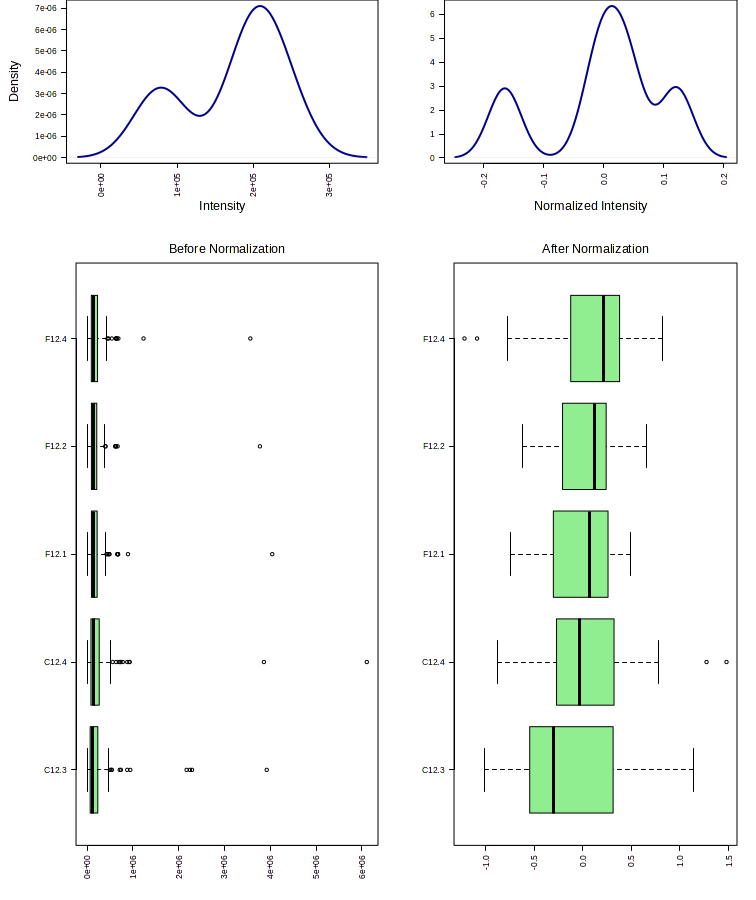 7e-06
6e-06
5e-06
4e-06
3e-06
2e-06
1e-06
0e+00
Density
0e+00 1e+05 2e+05 3e+05
Intensity
6
5
4
3
2
1
0
-0.2 -0.1 0.0 0.1 0.2
Normalized Intensity
Before Normalization
F12.4
F12.2
F12.1
C12.4
C12.3
0e+00 1e+06 2e+06 3e+06 4e+06 5e+06 6e+06
After Normalization
F12.4
F12.2
F12.1
C12.4
C12.3
-1.0 -0.5 0.0 0.5 1.0 1.5